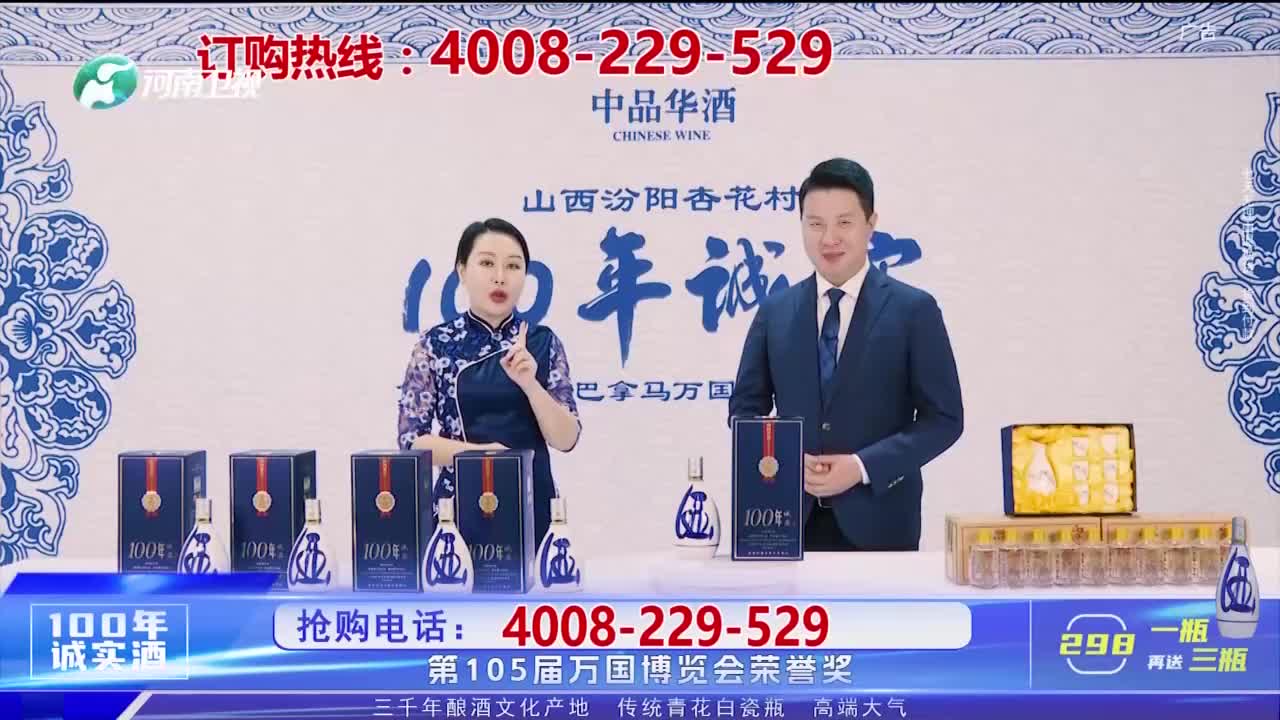 订购热线：4008-229-529
河南卫视
广告
中品华酒
CHINESE WINE
山西汾阳杏花村
100年诚实
巴拿马万国
100年
100年
100年
100年
100年
100年
诚实酒
抢购电话：4008-229-529
第105届万国博览会荣誉奖
298
一瓶
再送三瓶
三千年酿酒文化产地 传统青花白瓷瓶 高端大气